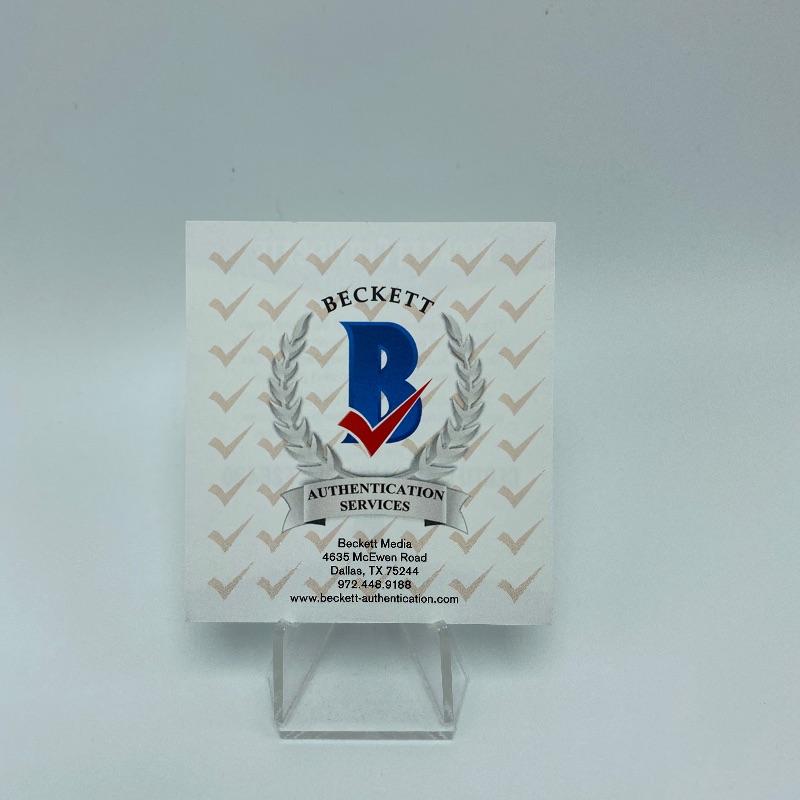 BECKETT
B
AUTHENTICATION
SERVICES
Beckett Media
4635 McEwen Road
Dallas, TX 75244
972.448.9188
www.beckett-authentication.com